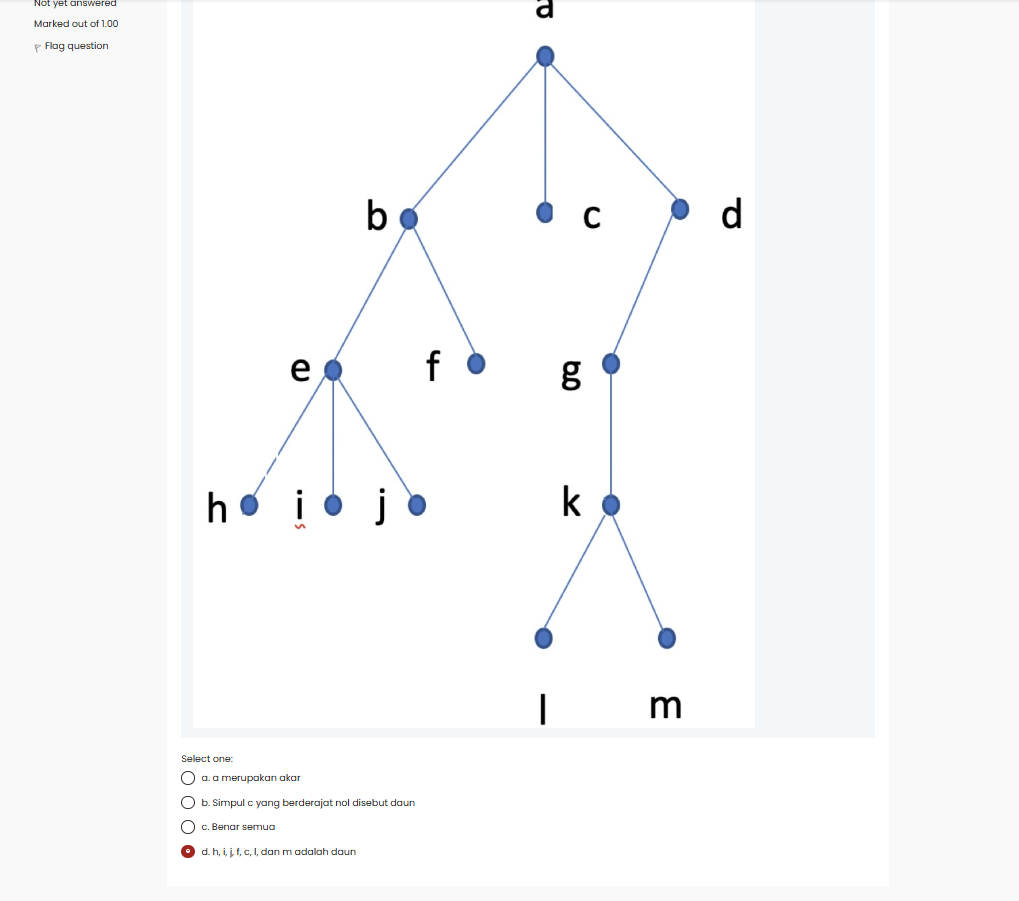 Not yet answered
Marked out of 1.00
Flag question
a
b
c
d
e
f
g
h
i
j
k
l
m
Select one:
a. a merupakan akar
b. Simpul c yang berderajat nol disebut daun
c. Benar semua
d. h, i, j, f, c, l, dan m adalah daun